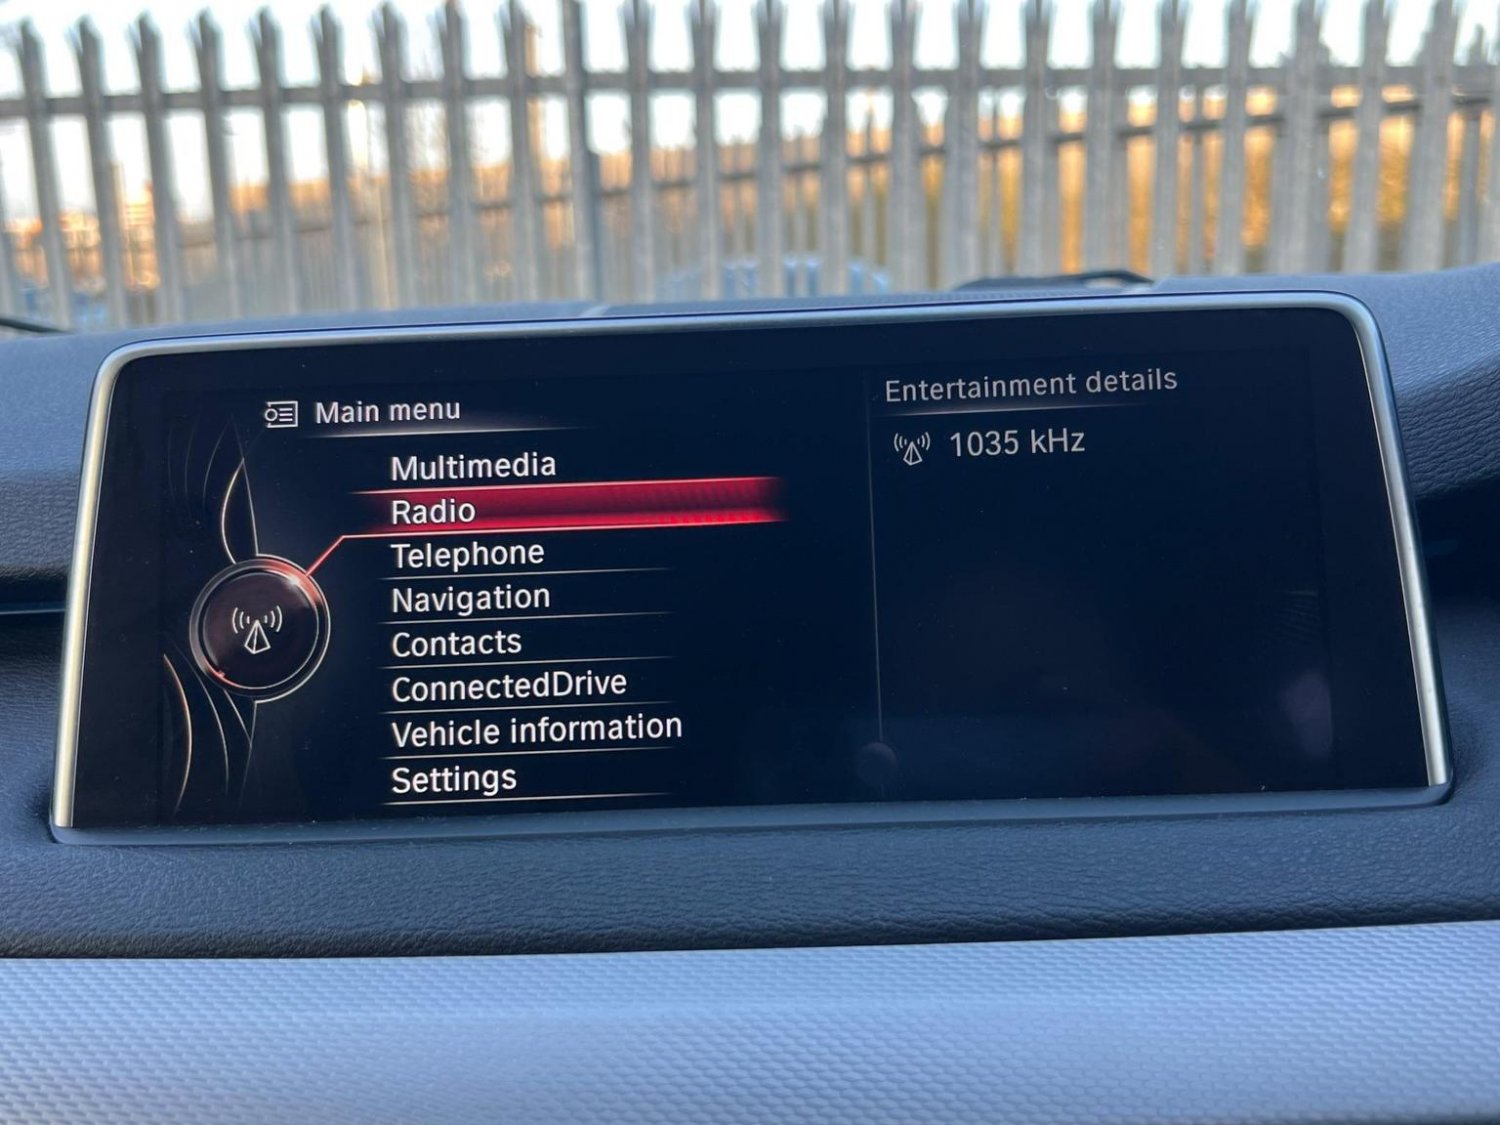 Main menu
Multimedia
Radio
Telephone
Navigation
Contacts
ConnectedDrive
Vehicle information
Settings
Entertainment details
1035 kHz